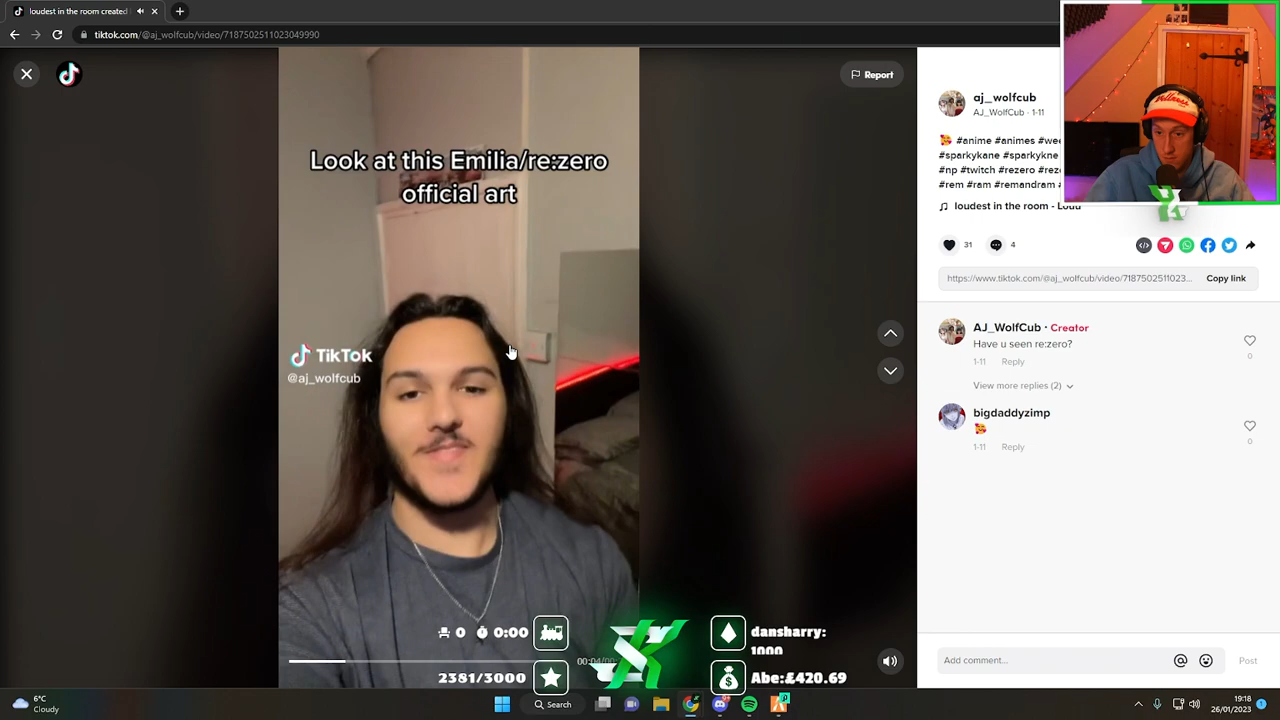 loudest in the room created
tiktok.com/@aj_wolfcub/video/7187502511023049990
Report
Look at this Emilia/re:zero
official art
TikTok
@aj_wolfcub
aj_wolfcub
AJ_WolfCub · 1-11
#anime #animes
#sparkykane #sparkykne
#np #twitch #rezero
#rem #ram #remandram
loudest in the room -
31
4
https://www.tiktok.com/@aj_wolfcub/video/7187502511023...
Copy link
AJ_WolfCub · Creator
Have u seen re:zero?
1-11 Reply
0
View more replies (2)
bigdaddyzimp
1-11 Reply
0
0 0:00
2381/3000
dansharry:
1000
Abe:£420.69
Add comment...
Post
6°C
Cloudy
Search
19:18
26/01/2023